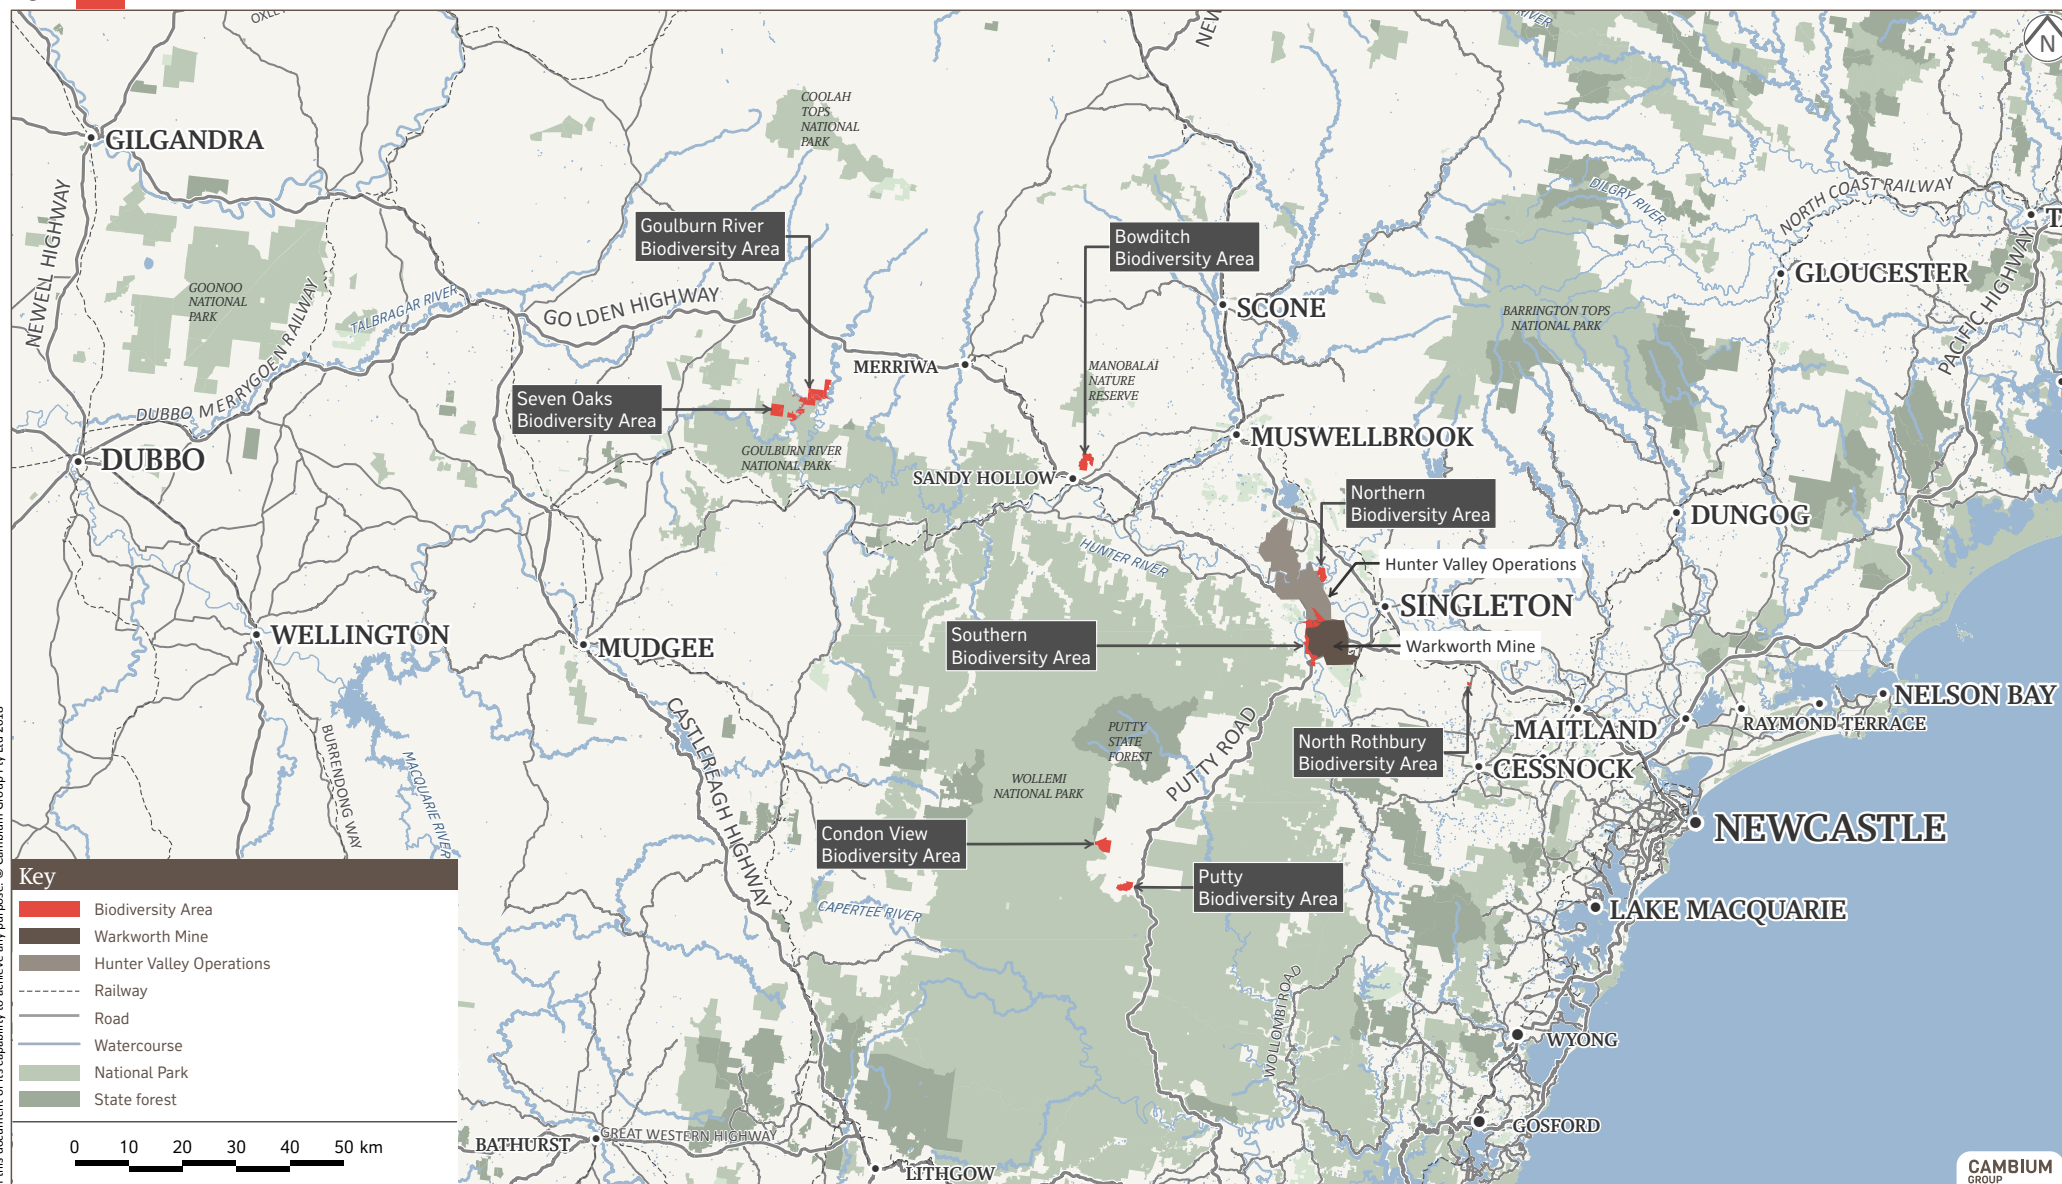 OXLEY
NEW
RIVER
N
COOLAH
TOPS
NATIONAL
PARK
GILGANDRA
NEWELL HIGHWAY
GOONOO
NATIONAL
PARK
TALBRAGAR RIVER
DUBBO MERRYGOEN RAILWAY
GOLDEN HIGHWAY
Goulburn River
Biodiversity Area
Bowditch
Biodiversity Area
SCONE
DILGRY RIVER
NORTH COAST RAILWAY
T
GLOUCESTER
PACIFIC HIGHWAY
BARRINGTON TOPS
NATIONAL PARK
MERRIWA
MANOBALAI
NATURE
RESERVE
Seven Oaks
Biodiversity Area
GOULBURN RIVER
NATIONAL PARK
MUSWELLBROOK
DUBBO
SANDY HOLLOW
Northern
Biodiversity Area
DUNGOG
HUNTER RIVER
Hunter Valley Operations
SINGLETON
WELLINGTON
MUDGEE
Southern
Biodiversity Area
Warkworth Mine
NELSON BAY
RAYMOND TERRACE
MAITLAND
CASTLEREAGH HIGHWAY
BURRENDONG WAY
MACQUARIE RIVER
PUTTY
STATE
FOREST
PUTTY ROAD
North Rothbury
Biodiversity Area
CESSNOCK
WOLLEMI
NATIONAL PARK
NEWCASTLE
Condon View
Biodiversity Area
Putty
Biodiversity Area
CAPERTEE RIVER
LAKE MACQUARIE
WOLLOMBI ROAD
WYONG
GOSFORD
BATHURST
GREAT WESTERN HIGHWAY
LITHGOW
Key
Biodiversity Area
Warkworth Mine
Hunter Valley Operations
Railway
Road
Watercourse
National Park
State forest
0 10 20 30 40 50 km
CAMBIUM
GROUP